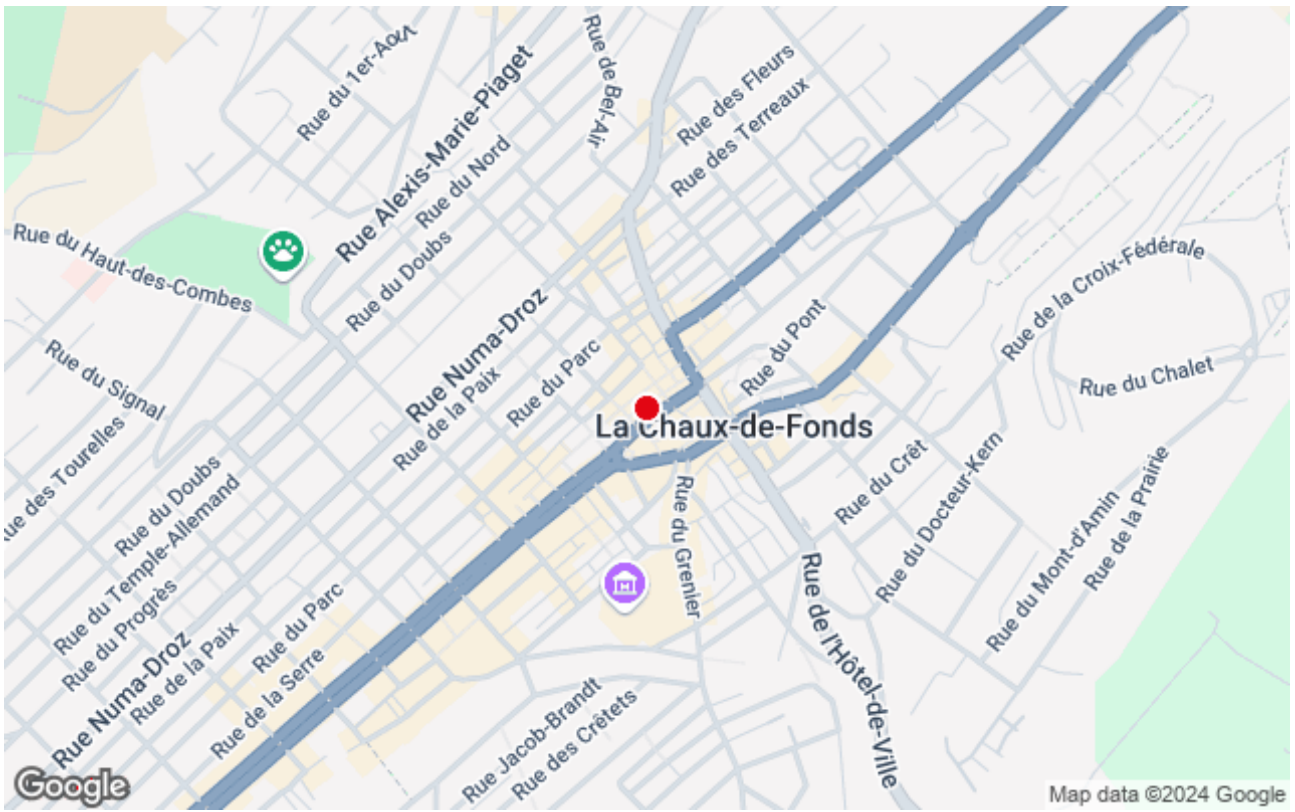 Rue du 1er-Août
Rue Alexis-Marie-Piaget
Rue de Bel-Air
Rue des Fleurs
Rue des Terreaux
Rue du Nord
Rue du Haut-des-Combes
Rue du Doubs
Rue de la Croix-Fédérale
Rue Numa-Droz
Rue du Pont
Rue du Parc
Rue du Signal
Rue de la Paix
Rue du Chalet
La Chaux-de-Fonds
Rue des Tourelles
Rue du Doubs
Rue du Crêt
Rue du Docteur-Kern
Rue du Temple-Allemand
Rue du Grenier
Rue du Mont-d'Amin
Rue de la Prairie
Rue du Progrès
Rue du Parc
Rue de la Paix
Rue de l'Hôtel-de-Ville
Rue Numa-Droz
Rue de la Serre
Rue Jacob-Brandt
Rue des Crêtets
Google
Map data ©2024 Google